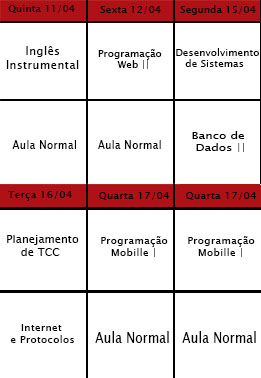 Quinta 11/04 Sexta 12/04 Segunda 15/04
Inglês
Instrumental
Programação
Web ||
Desenvolvimento
de Sistemas
Aula Normal
Aula Normal
Banco de
Dados ||
Terça 16/04 Quarta 17/04 Quarta 17/04
Planejamento
de TCC
Programação
Mobille |
Programação
Mobille |
Internet
e Protocolos
Aula Normal
Aula Normal